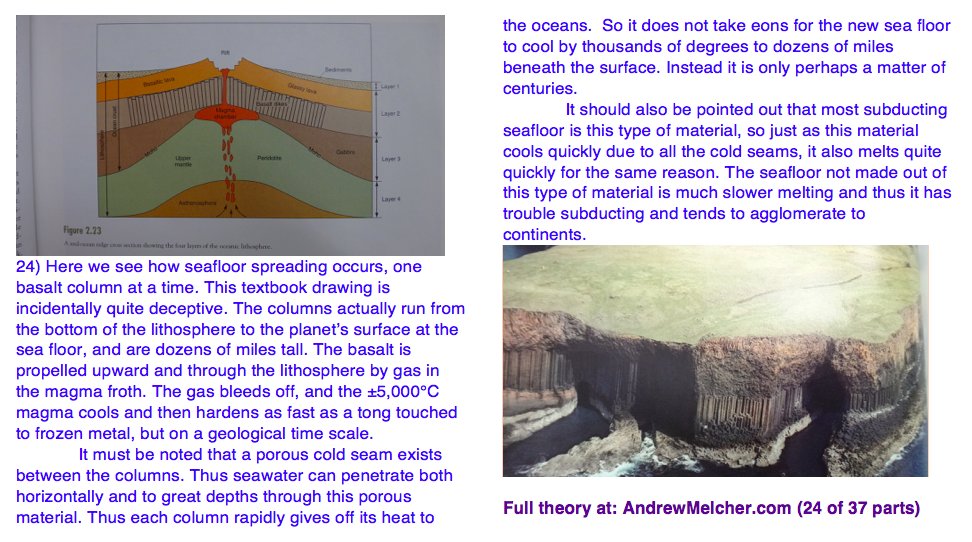 Rift
Sediments
Basaltic lava
Glassy lava
Layer 1
Basalt dikes
Layer 2
Magma
chamber
Ocean crust
Lithosphere
Moho
Moho
Gabbro
Upper
mantle
Peridotite
Layer 3
Asthenosphere
Layer 4
Figure 2.23
A mid-ocean ridge cross section showing the four layers of the oceanic lithosphere.
24) Here we see how seafloor spreading occurs, one
basalt column at a time. This textbook drawing is
incidentally quite deceptive. The columns actually run from
the bottom of the lithosphere to the planet's surface at the
sea floor, and are dozens of miles tall. The basalt is
propelled upward and through the lithosphere by gas in
the magma froth. The gas bleeds off, and the ±5,000°C
magma cools and then hardens as fast as a tong touched
to frozen metal, but on a geological time scale.
It must be noted that a porous cold seam exists
between the columns. Thus seawater can penetrate both
horizontally and to great depths through this porous
material. Thus each column rapidly gives off its heat to
the oceans. So it does not take eons for the new sea floor
to cool by thousands of degrees to dozens of miles
beneath the surface. Instead it is only perhaps a matter of
centuries.
It should also be pointed out that most subducting
seafloor is this type of material, so just as this material
cools quickly due to all the cold seams, it also melts quite
quickly for the same reason. The seafloor not made out of
this type of material is much slower melting and thus it has
trouble subducting and tends to agglomerate to
continents.
Full theory at: AndrewMelcher.com (24 of 37 parts)